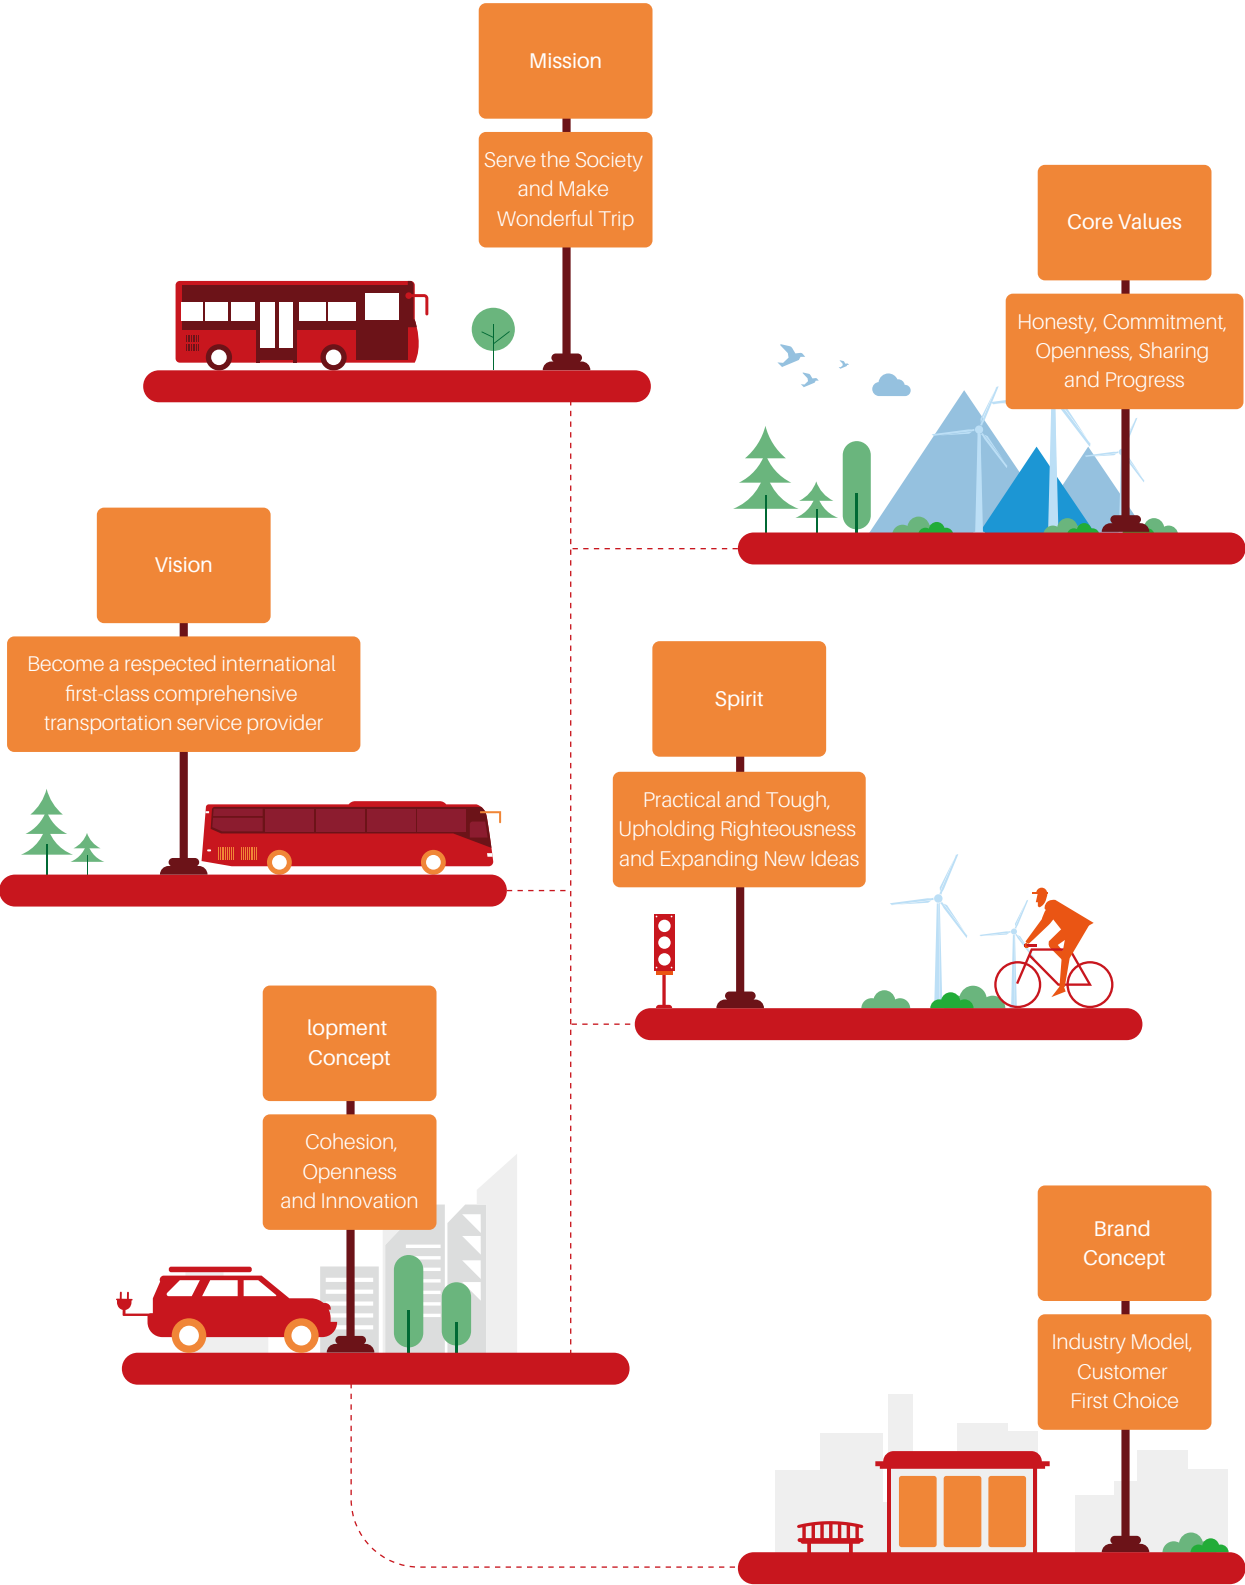 Mission
Serve the Society
and Make
Wonderful Trip
Core Values
Honesty, Commitment,
Openness, Sharing
and Progress
Vision
Become a respected international
first-class comprehensive
transportation service provider
Spirit
Practical and Tough,
Upholding Righteousness
and Expanding New Ideas
lopment
Concept
Cohesion,
Openness
and Innovation
Brand
Concept
Industry Model,
Customer
First Choice